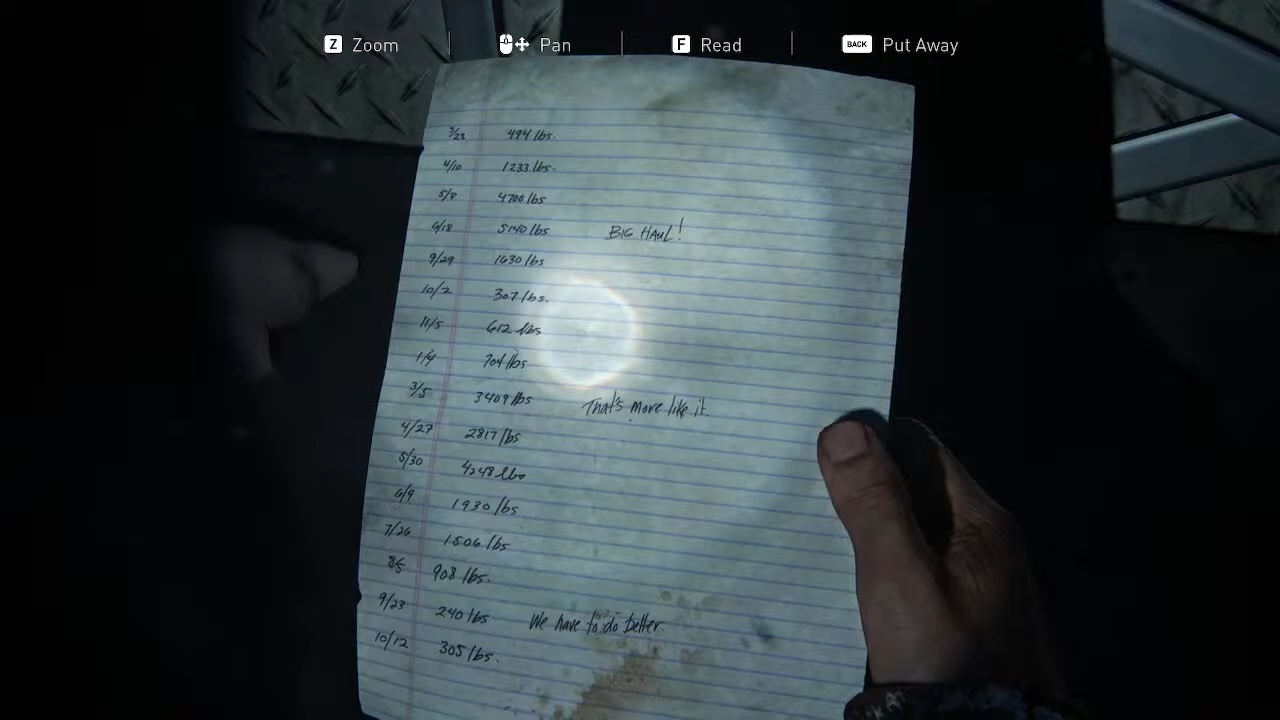 Z Zoom
Pan
F Read
BACK Put Away
3/23 494 lbs.
4/10 1233 lbs.
5/8 4700 lbs
6/18 5140 lbs BIG HAUL!
9/29 1630 lbs
10/2 307 lbs.
11/5 612 lbs
1/4 704 lbs
3/5 3409 lbs That's more like it.
4/27 2817 lbs
5/30 4248 lbs
6/9 1930 lbs
7/26 1506 lbs
8/5 908 lbs.
9/23 240 lbs We have to do better.
10/12 305 lbs.